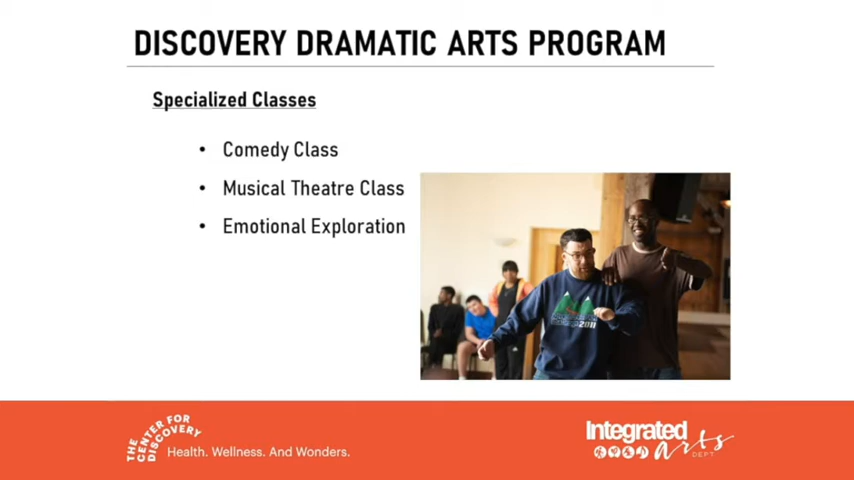 DISCOVERY DRAMATIC ARTS PROGRAM
Specialized Classes
• Comedy Class
• Musical Theatre Class
• Emotional Exploration
THE CENTER FOR DISCOVERY
Health. Wellness. And Wonders.
Integrated
arts
DEPT